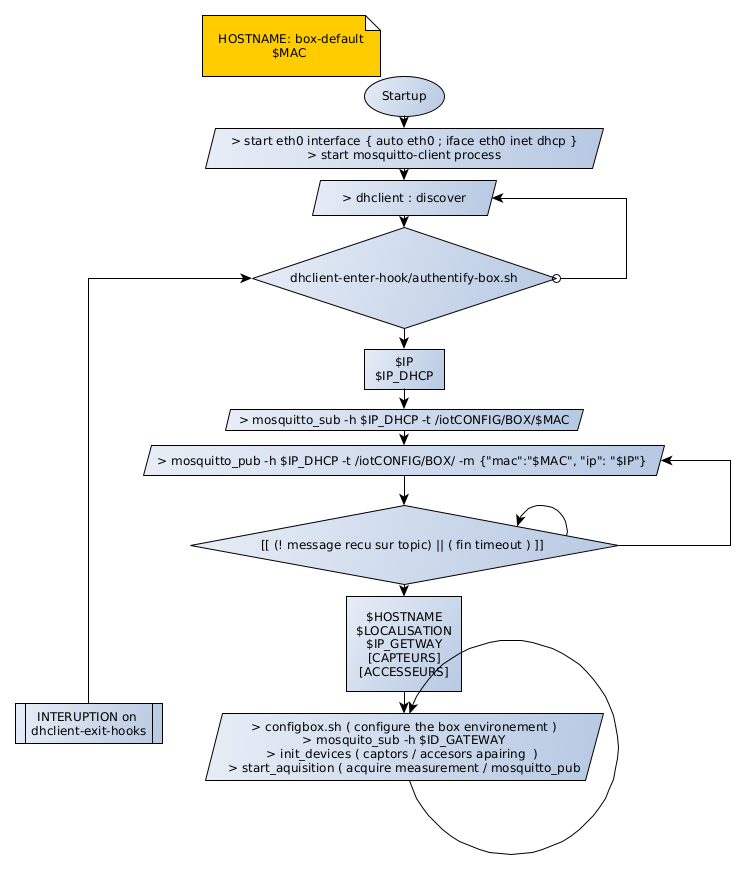 HOSTNAME: box-default
$MAC
Startup
> start eth0 interface { auto eth0 ; iface eth0 inet dhcp }
> start mosquitto-client process
> dhclient : discover
dhclient-enter-hook/authentify-box.sh
$IP
$IP_DHCP
> mosquitto_sub -h $IP_DHCP -t /iotCONFIG/BOX/$MAC
> mosquitto_pub -h $IP_DHCP -t /iotCONFIG/BOX/ -m {"mac":"$MAC", "ip": "$IP"}
[[ (! message recu sur topic) || ( fin timeout ) ]]
$HOSTNAME
$LOCALISATION
$IP_GETWAY
[CAPTEURS]
[ACCESSEURS]
INTERUPTION on
dhclient-exit-hooks
> configbox.sh ( configure the box environement )
> mosquito_sub -h $ID_GATEWAY
> init_devices ( captors / accesors apairing  )
> start_aquisition ( acquire measurement / mosquitto_pub